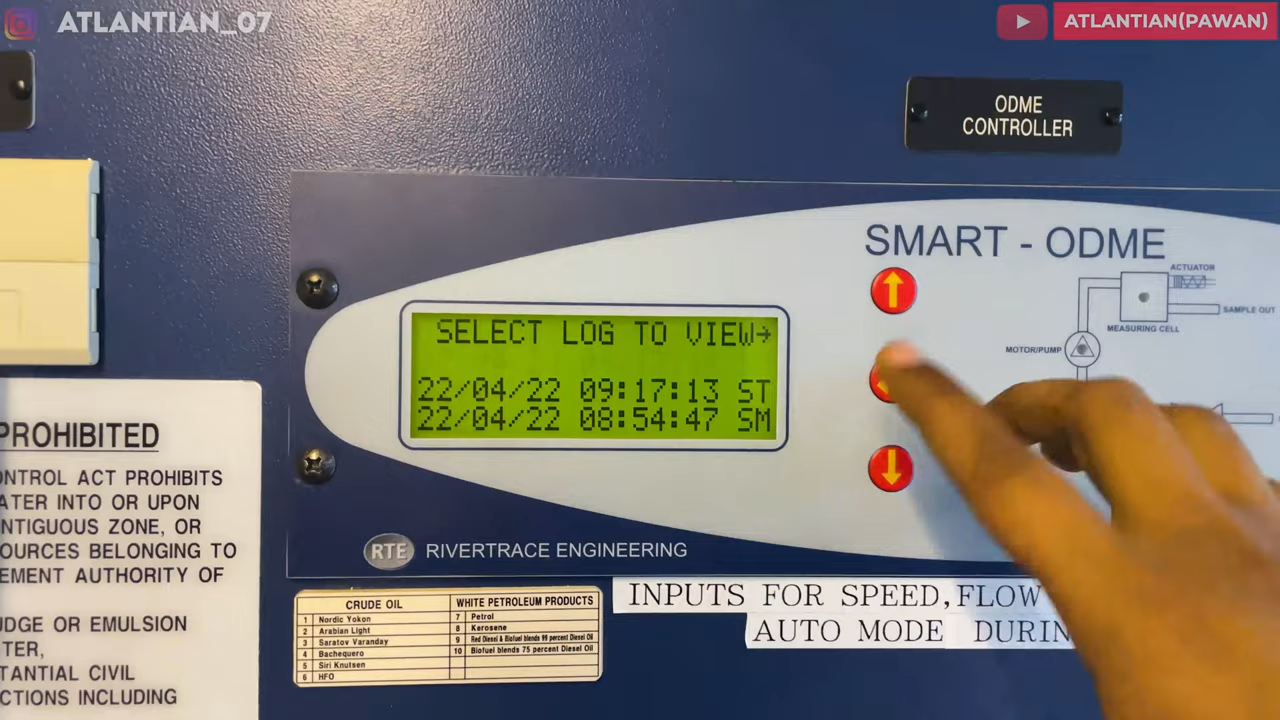 ATLANTIAN_07
ATLANTIAN(PAWAN)
ODME
CONTROLLER
SMART - ODME
ACTUATOR
SAMPLE OUT
MEASURING CELL
MOTOR/PUMP
SELECT LOG TO VIEW→
22/04/22 09:17:13 ST
22/04/22 08:54:47 SM
PROHIBITED
ONTROL ACT PROHIBITS
ATER INTO OR UPON
NTIGUOUS ZONE, OR
SOURCES BELONGING TO
EMENT AUTHORITY OF
UDGE OR EMULSION
TER,
TANTIAL CIVIL
CTIONS INCLUDING
RTE RIVERTRACE ENGINEERING
CRUDE OIL
1 Nordic Yokon
2 Arabian Light
3 Saratov Varanday
4 Bachequero
5 Siri Knutsen
6 HFO
WHITE PETROLEUM PRODUCTS
7 Petrol
8 Kerosene
9 Red Diesel & Biofuel blends 99 percent Diesel Oil
10 Biofuel blends 75 percent Diesel Oil
INPUTS FOR SPEED,FLOW
AUTO MODE DURIN